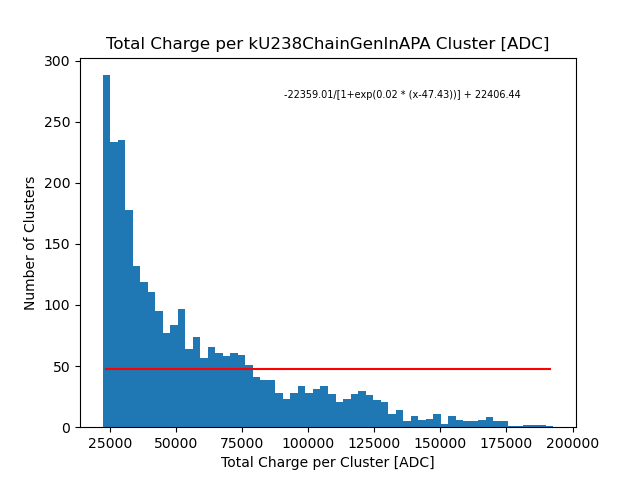 Total Charge per kU238ChainGenInAPA Cluster [ADC]
300
250
200
150
100
50
0
Number of Clusters
-22359.01/[1+exp(0.02 * (x-47.43))] + 22406.44
25000 50000 75000 100000 125000 150000 175000 200000
Total Charge per Cluster [ADC]